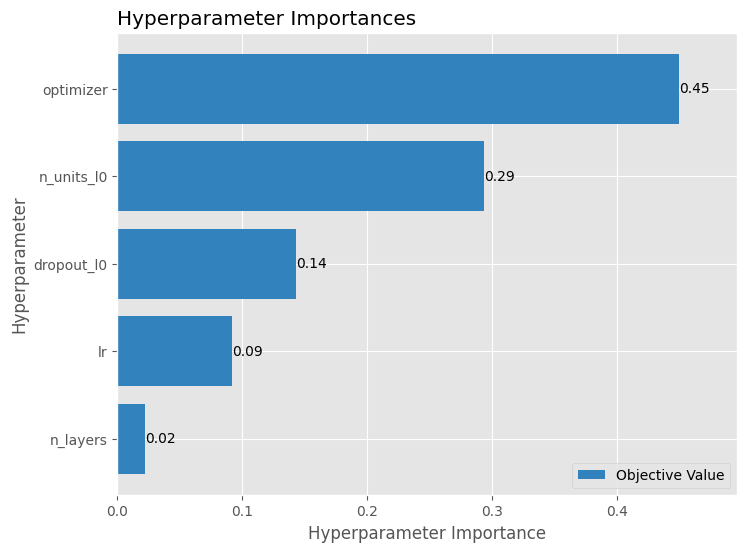 Hyperparameter Importances
Hyperparameter
optimizer
0.45
n_units_l0
0.29
dropout_l0
0.14
lr
0.09
n_layers
0.02
Objective Value
0.0 0.1 0.2 0.3 0.4
Hyperparameter Importance